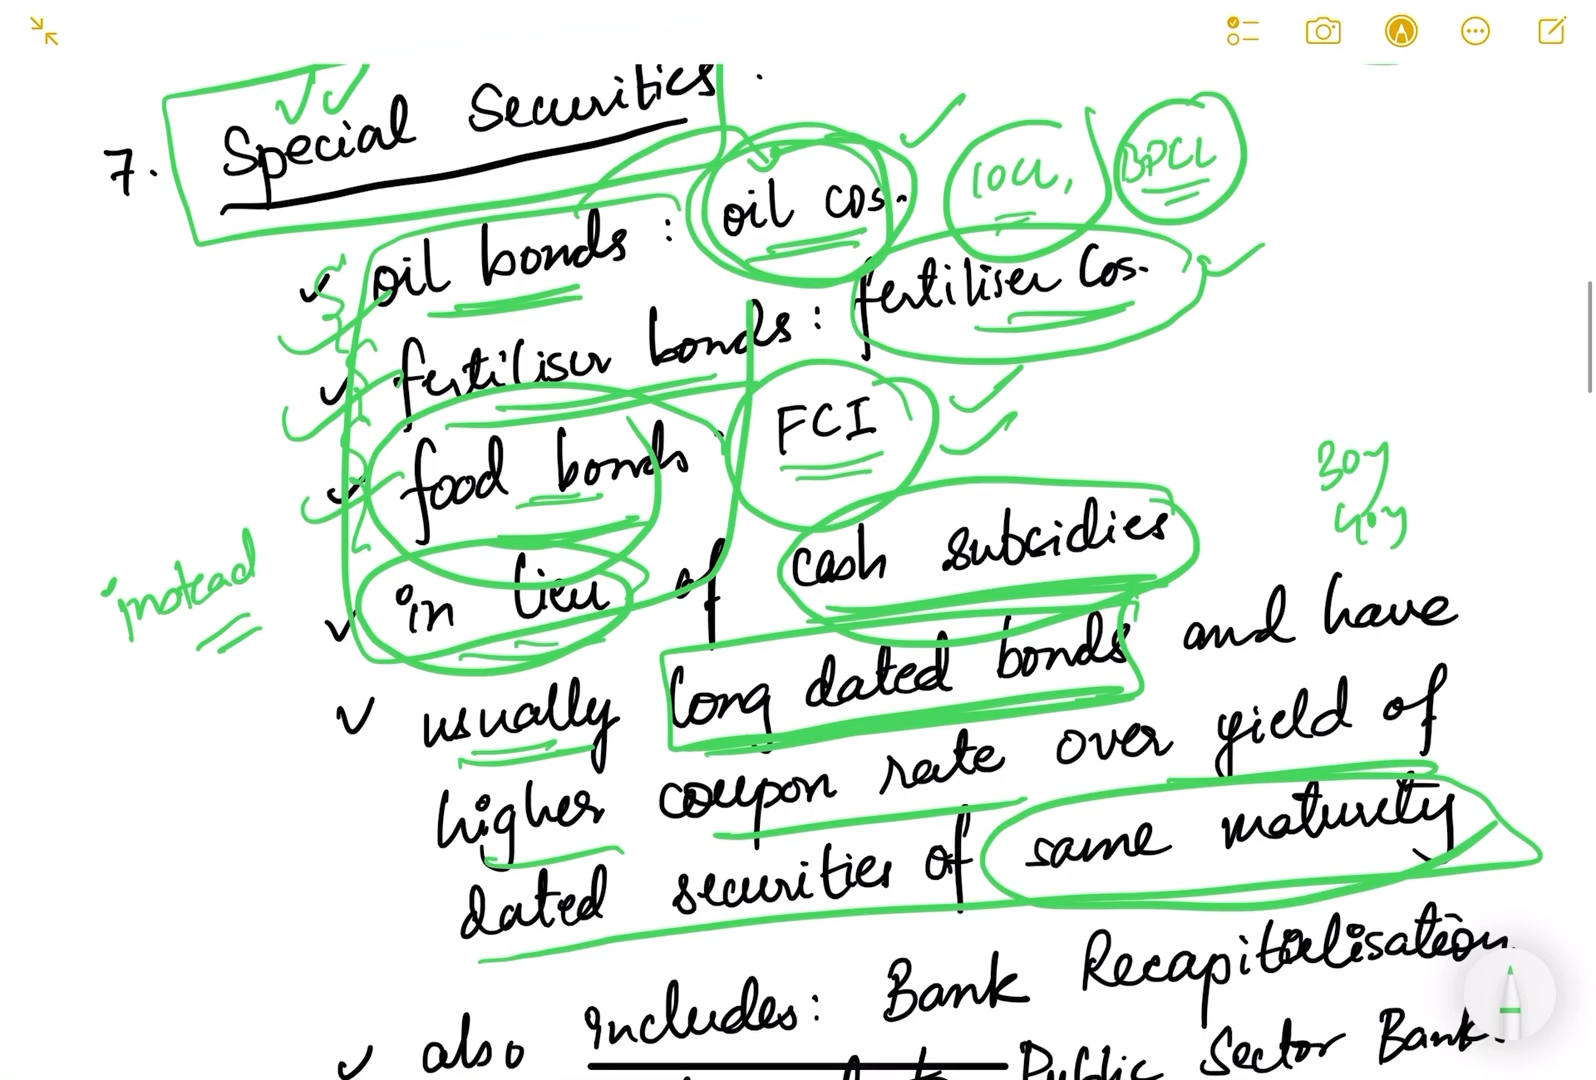 7. Special Securities.
oil bonds : oil cos. IOCL, BPCL
fertiliser bonds : fertiliser Cos.
food bonds : FCI
30y
40y
instead
in lieu of cash subsidies
usually long dated bonds and have
higher coupon rate over yield of
dated securities of same maturity
also includes: Bank Recapitalisation
Public Sector Bank